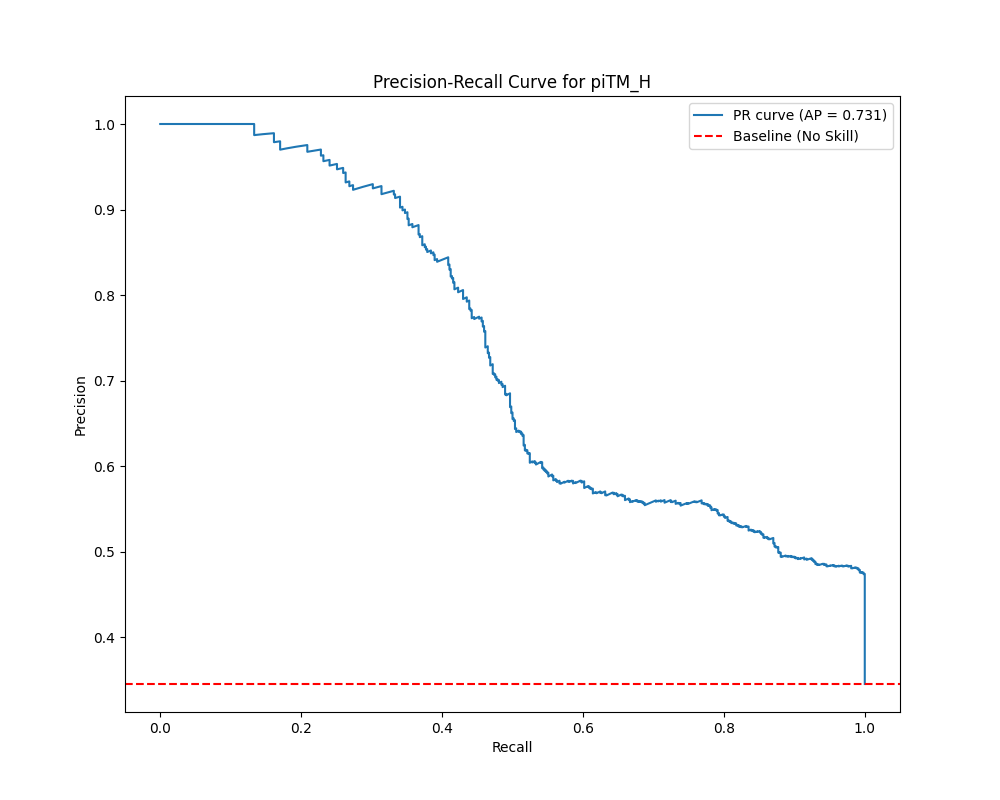 Precision-Recall Curve for piTM_H
PR curve (AP = 0.731)
Baseline (No Skill)
1.0
0.9
0.8
0.7
0.6
0.5
0.4
Precision
0.0 0.2 0.4 0.6 0.8 1.0
Recall